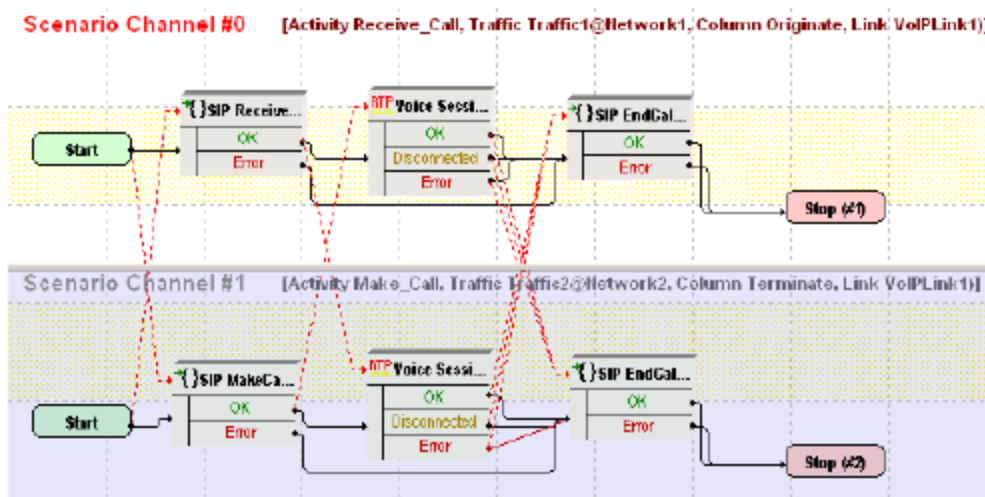 Scenario Channel #0 [Activity Receive_Call, Traffic Traffic1@Network1, Column Originate, Link VoIPLink1)]
{}SIP Receive...
OK
Error
RTP Voice Sessi...
OK
Disconnected
Error
{}SIP EndCal...
OK
Error
Start
Stop (#1)
Scenario Channel #1 [Activity Make_Call, Traffic Traffic2@Network2, Column Terminate, Link VoIPLink1)]
{}SIP MakeCa...
OK
Error
RTP Voice Sessi...
OK
Disconnected
Error
{}SIP EndCal...
OK
Error
Start
Stop (#2)